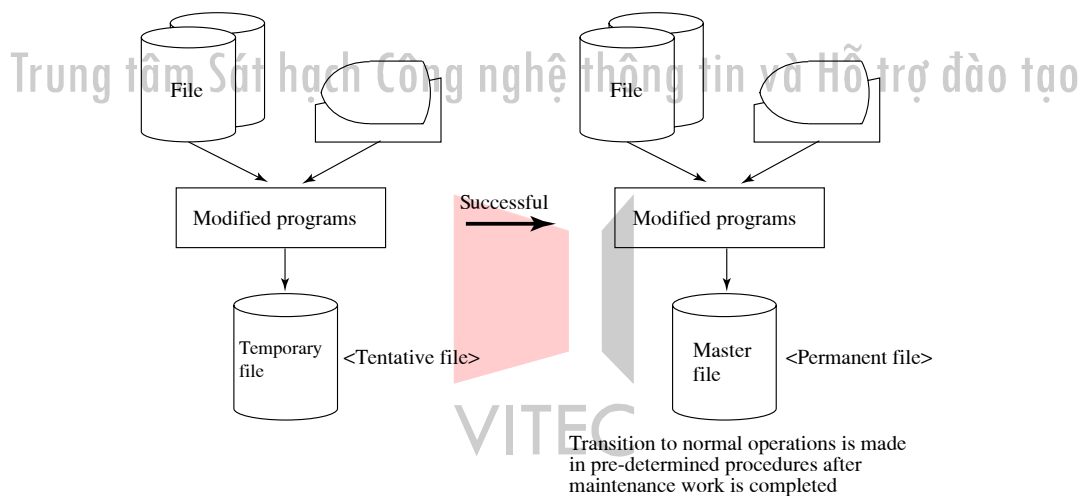 Trung tâm Sát hạch Công nghệ thông tin và Hỗ trợ đào tạo
File
File
Modified programs
Successful
Modified programs
Temporary
file
<Tentative file>
Master
file
<Permanent file>
VITEC
Transition to normal operations is made
in pre-determined procedures after
maintenance work is completed